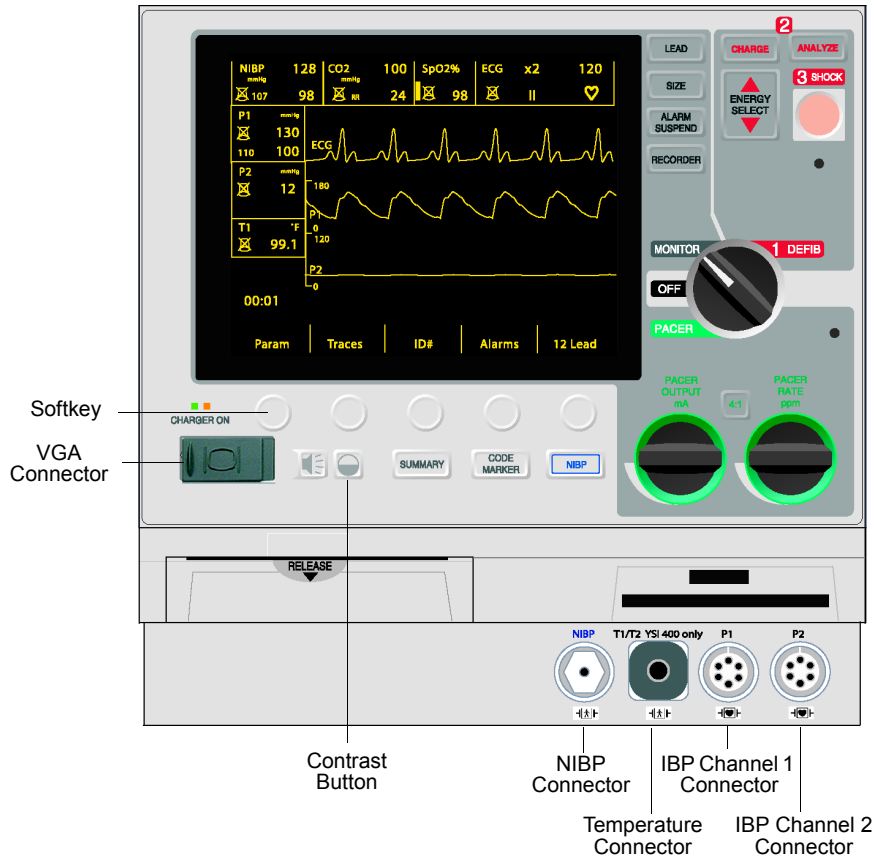 NIBP 128 CO2 100 SpO2% ECG x2 120
mmHg mmHg
107 98 RR 24 98 II
P1 mmHg
130
110 100
ECG
P2 mmHg
12
180
P1
0
T1 °F
99.1
120
P2
0
00:01
Param Traces ID# Alarms 12 Lead
LEAD
SIZE
ALARM
SUSPEND
RECORDER
2
CHARGE ANALYZE
ENERGY
SELECT
3 SHOCK
MONITOR 1 DEFIB
OFF
PACER
PACER
OUTPUT
mA
4:1
PACER
RATE
ppm
Softkey
CHARGER ON
VGA
Connector
SUMMARY
CODE
MARKER
NIBP
RELEASE
NIBP T1/T2 YSI 400 only P1 P2
Contrast
Button
NIBP
Connector
IBP Channel 1
Connector
Temperature
Connector
IBP Channel 2
Connector